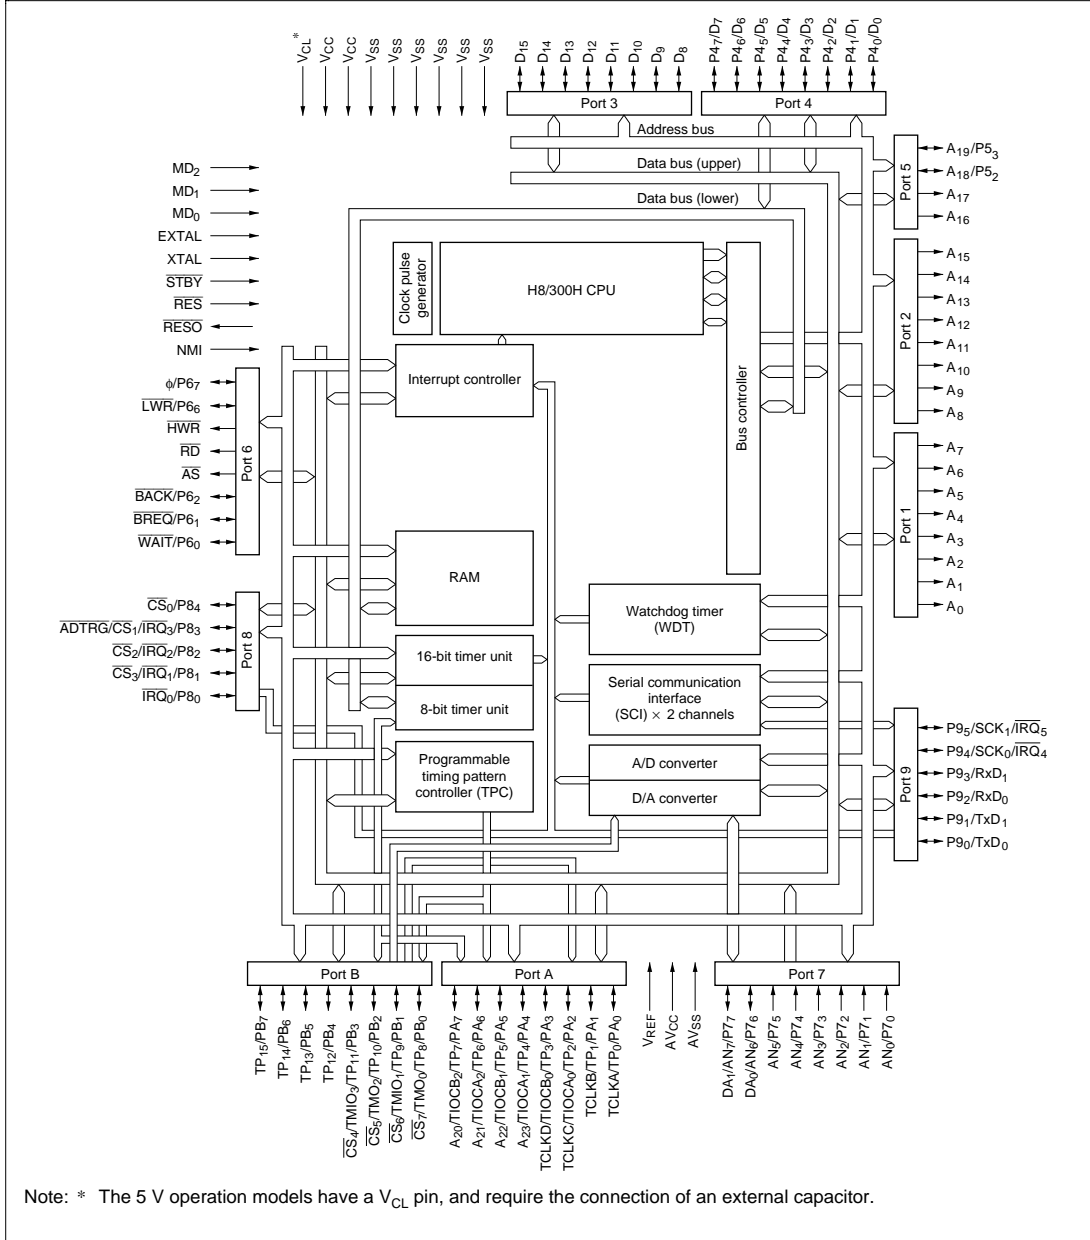 VCL*
VCC
VCC
VSS
VSS
VSS
VSS
VSS
VSS
D15
D14
D13
D12
D11
D10
D9
D8
P47/D7
P46/D6
P45/D5
P44/D4
P43/D3
P42/D2
P41/D1
P40/D0
Port 3
Port 4
Address bus
Data bus (upper)
Data bus (lower)
MD2
MD1
MD0
EXTAL
XTAL
STBY
RES
RESO
NMI
φ/P67
LWR/P66
HWR
RD
AS
BACK/P62
BREQ/P61
WAIT/P60
Port 6
CS0/P84
ADTRG/CS1/IRQ3/P83
CS2/IRQ2/P82
CS3/IRQ1/P81
IRQ0/P80
Port 8
Clock pulse
generator
H8/300H CPU
Interrupt controller
Bus controller
RAM
16-bit timer unit
8-bit timer unit
Programmable
timing pattern
controller (TPC)
Watchdog timer
(WDT)
Serial communication
interface
(SCI) × 2 channels
A/D converter
D/A converter
Port 5
A19/P53
A18/P52
A17
A16
Port 2
A15
A14
A13
A12
A11
A10
A9
A8
Port 1
A7
A6
A5
A4
A3
A2
A1
A0
Port 9
P95/SCK1/IRQ5
P94/SCK0/IRQ4
P93/RxD1
P92/RxD0
P91/TxD1
P90/TxD0
Port B
Port A
Port 7
TP15/PB7
TP14/PB6
TP13/PB5
TP12/PB4
CS4/TMIO3/TP11/PB3
CS5/TMO2/TP10/PB2
CS6/TMIO1/TP9/PB1
CS7/TMO0/TP8/PB0
A20/TIOCB2/TP7/PA7
A21/TIOCA2/TP6/PA6
A22/TIOCB1/TP5/PA5
A23/TIOCA1/TP4/PA4
TCLKD/TIOCB0/TP3/PA3
TCLKC/TIOCA0/TP2/PA2
TCLKB/TP1/PA1
TCLKA/TP0/PA0
VREF
AVCC
AVSS
DA1/AN7/P77
DA0/AN6/P76
AN5/P75
AN4/P74
AN3/P73
AN2/P72
AN1/P71
AN0/P70
Note: * The 5 V operation models have a VCL pin, and require the connection of an external capacitor.